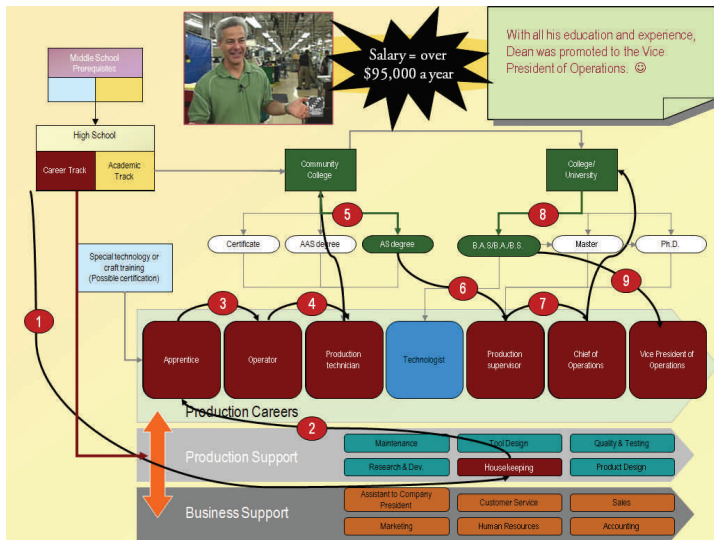 Middle School
Prerequisites
Salary = over
$95,000 a year
With all his education and experience,
Dean was promoted to the Vice
President of Operations. ☺
High School
Career Track
Academic
Track
Community
College
College/
University
5
8
Certificate
AAS degree
AS degree
B.A.S/B.A./B.S.
Master
Ph.D.
Special technology or
craft training
(Possible certification)
1
3
4
6
7
9
Apprentice
Operator
Production
technician
Technologist
Production
supervisor
Chief of
Operations
Vice President of
Operations
Production Careers
2
Production Support
Maintenance
Tool Design
Quality & Testing
Research & Dev.
Housekeeping
Product Design
Business Support
Assistant to Company
President
Customer Service
Sales
Marketing
Human Resources
Accounting